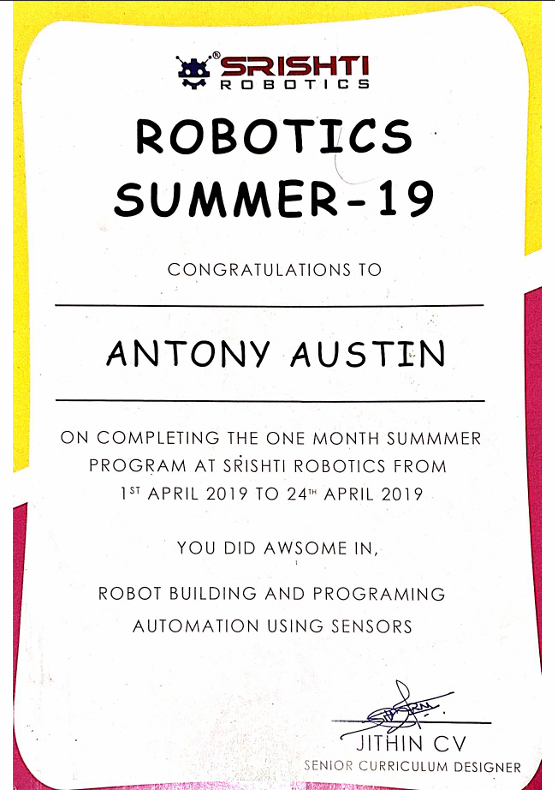 SRISHTI
ROBOTICS
ROBOTICS
SUMMER-19
CONGRATULATIONS TO
ANTONY AUSTIN
ON COMPLETING THE ONE MONTH SUMMMER
PROGRAM AT SRISHTI ROBOTICS FROM
1ST APRIL 2019 TO 24TH APRIL 2019
YOU DID AWSOME IN,
ROBOT BUILDING AND PROGRAMING
AUTOMATION USING SENSORS
JITHIN CV
SENIOR CURRICULUM DESIGNER